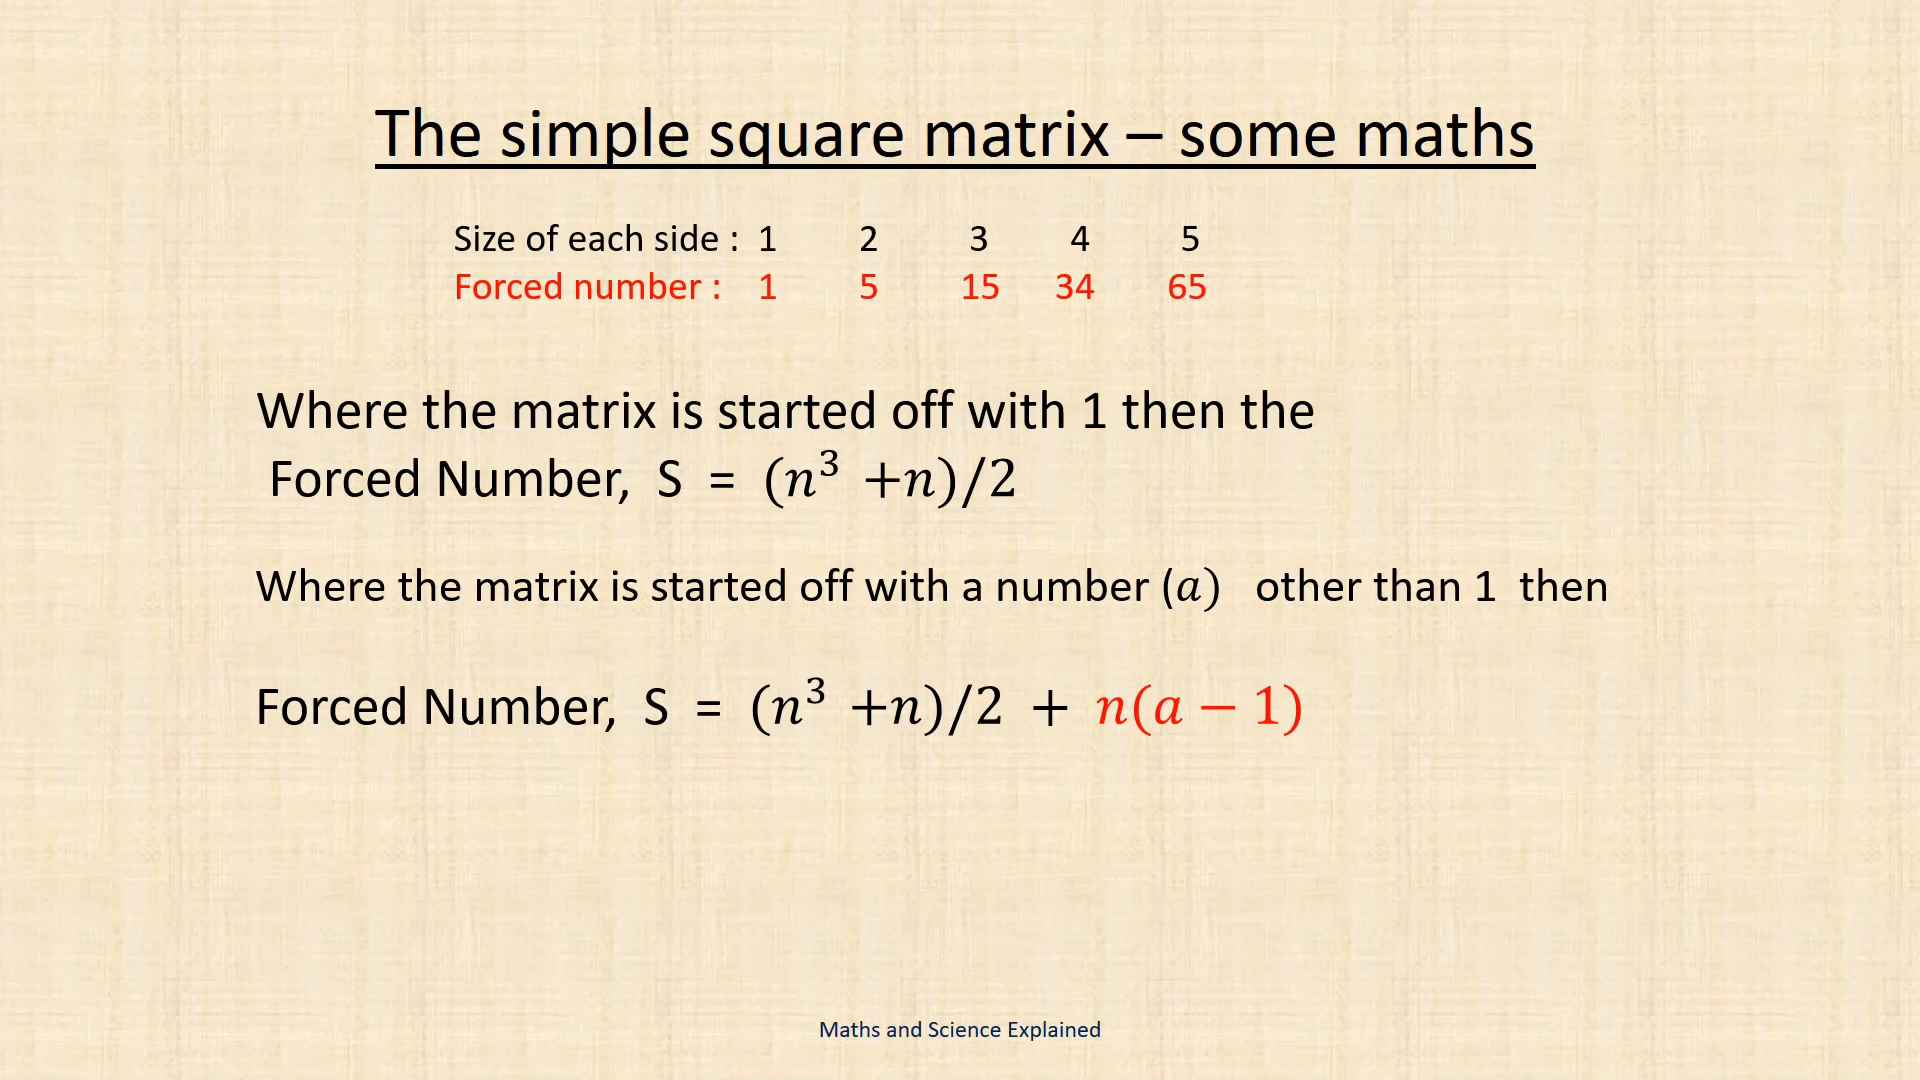 The simple square matrix – some maths
Size of each side : 1 2 3 4 5
Forced number : 1 5 15 34 65
Where the matrix is started off with 1 then the
Forced Number, S = (n³ +n)/2
Where the matrix is started off with a number (a) other than 1 then
Forced Number, S = (n³ +n)/2 + n(a − 1)
Maths and Science Explained